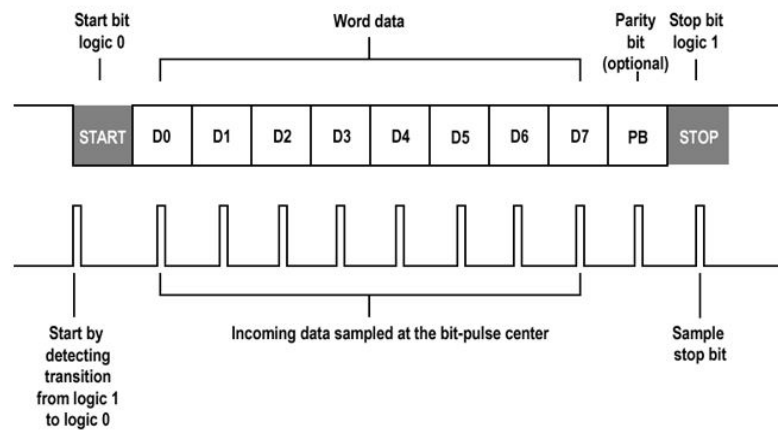 Start bit
logic 0
Word data
Parity
bit
(optional)
Stop bit
logic 1
START
D0
D1
D2
D3
D4
D5
D6
D7
PB
STOP
Start by
detecting
transition
from logic 1
to logic 0
Incoming data sampled at the bit-pulse center
Sample
stop bit